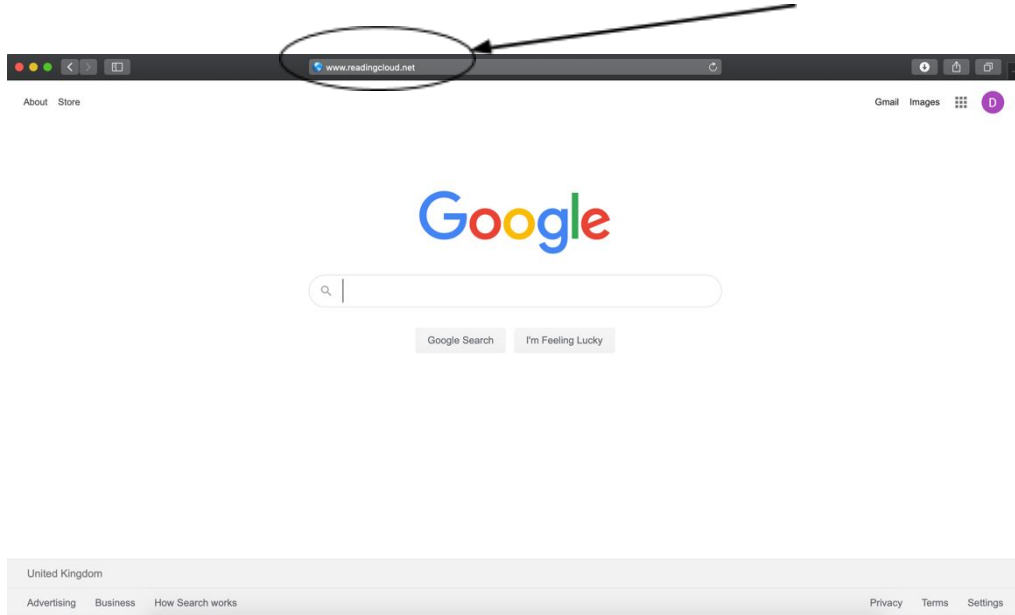 www.readingcloud.net
About Store
Gmail Images
D
Google
Google Search I'm Feeling Lucky
United Kingdom
Advertising Business How Search works
Privacy Terms Settings